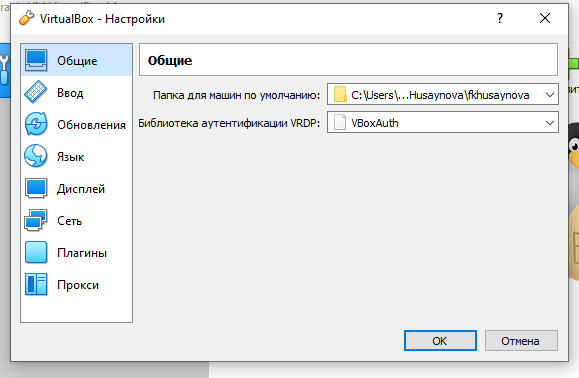 VirtualBox - Настройки
Общие
Ввод
Обновления
Язык
Дисплей
Сеть
Плагины
Прокси
Общие
Папка для машин по умолчанию: C:\Users\...Husaynova\fkhusaynova
Библиотека аутентификации VRDP: VBoxAuth
OK
Отмена